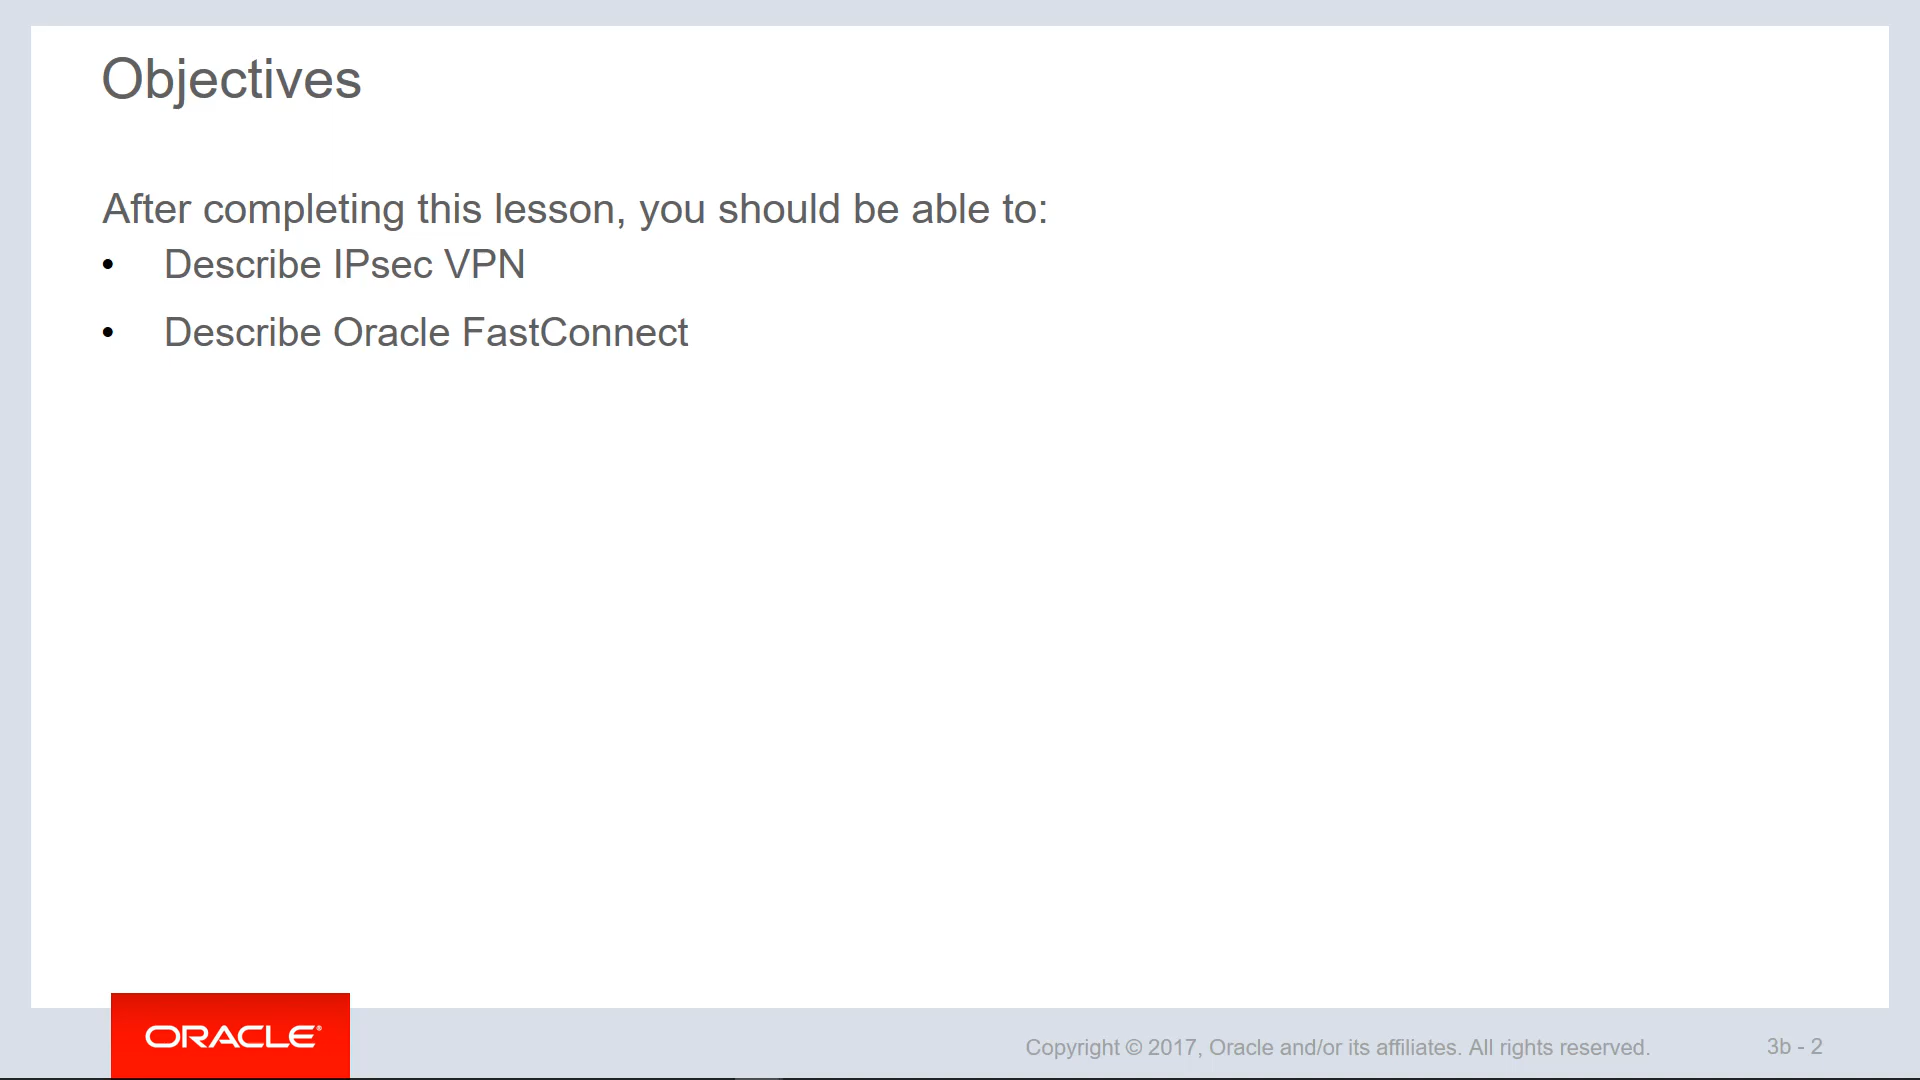 Objectives
After completing this lesson, you should be able to:
• Describe IPsec VPN
• Describe Oracle FastConnect
ORACLE®
Copyright © 2017, Oracle and/or its affiliates. All rights reserved.
3b - 2